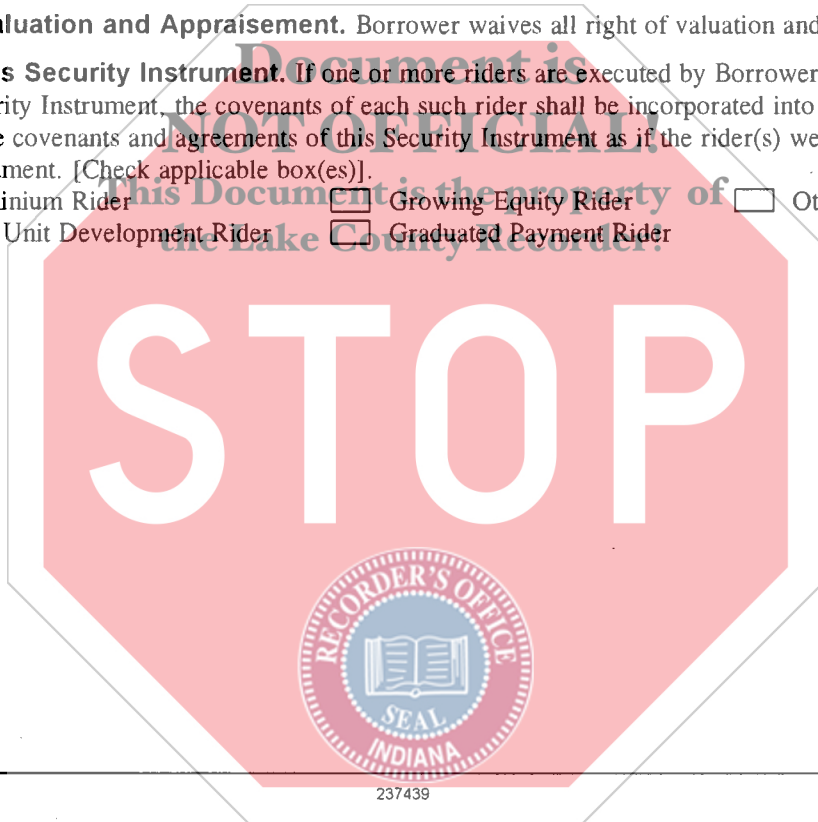 luation and Appraisement. Borrower waives all right of valuation and
Document is
s Security Instrument. If one or more riders are executed by Borrower
rity Instrument, the covenants of each such rider shall be incorporated into
NOT OFFICIAL!
e covenants and agreements of this Security Instrument as if the rider(s) we
ment. [Check applicable box(es)].
This Document is the property of
inium Rider Growing Equity Rider Ot
Unit Development Rider Graduated Payment Rider
the Lake County Recorder!
STOP
RECORDER'S OFFICE
SEAL
INDIANA
237439